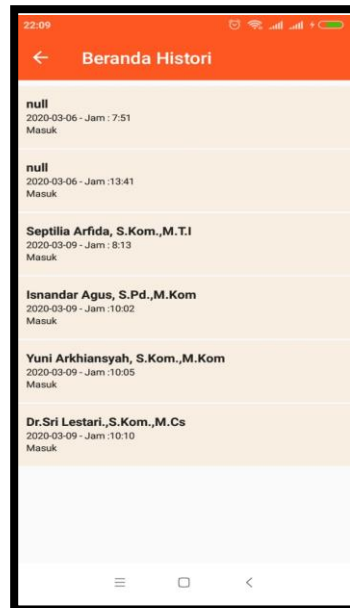 22:09
Beranda Histori
null
2020-03-06 - Jam : 7:51
Masuk
null
2020-03-06 - Jam :13:41
Masuk
Septilia Arfida, S.Kom.,M.T.I
2020-03-09 - Jam : 8:13
Masuk
Isnandar Agus, S.Pd.,M.Kom
2020-03-09 - Jam :10:02
Masuk
Yuni Arkhiansyah, S.Kom.,M.Kom
2020-03-09 - Jam :10:05
Masuk
Dr.Sri Lestari.,S.Kom.,M.Cs
2020-03-09 - Jam :10:10
Masuk